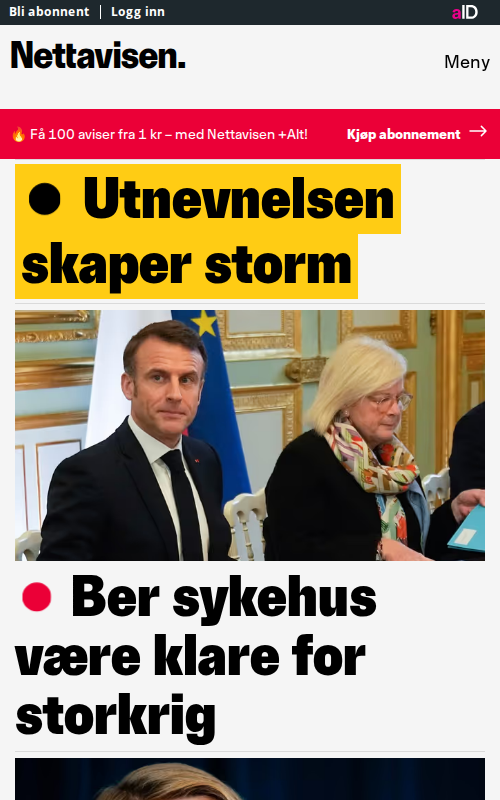 Bli abonnent | Logg inn
aID
Nettavisen.
Meny
🔥 Få 100 aviser fra 1 kr – med Nettavisen +Alt!
Kjøp abonnement →
● Utnevnelsen
skaper storm
● Ber sykehus
være klare for
storkrig